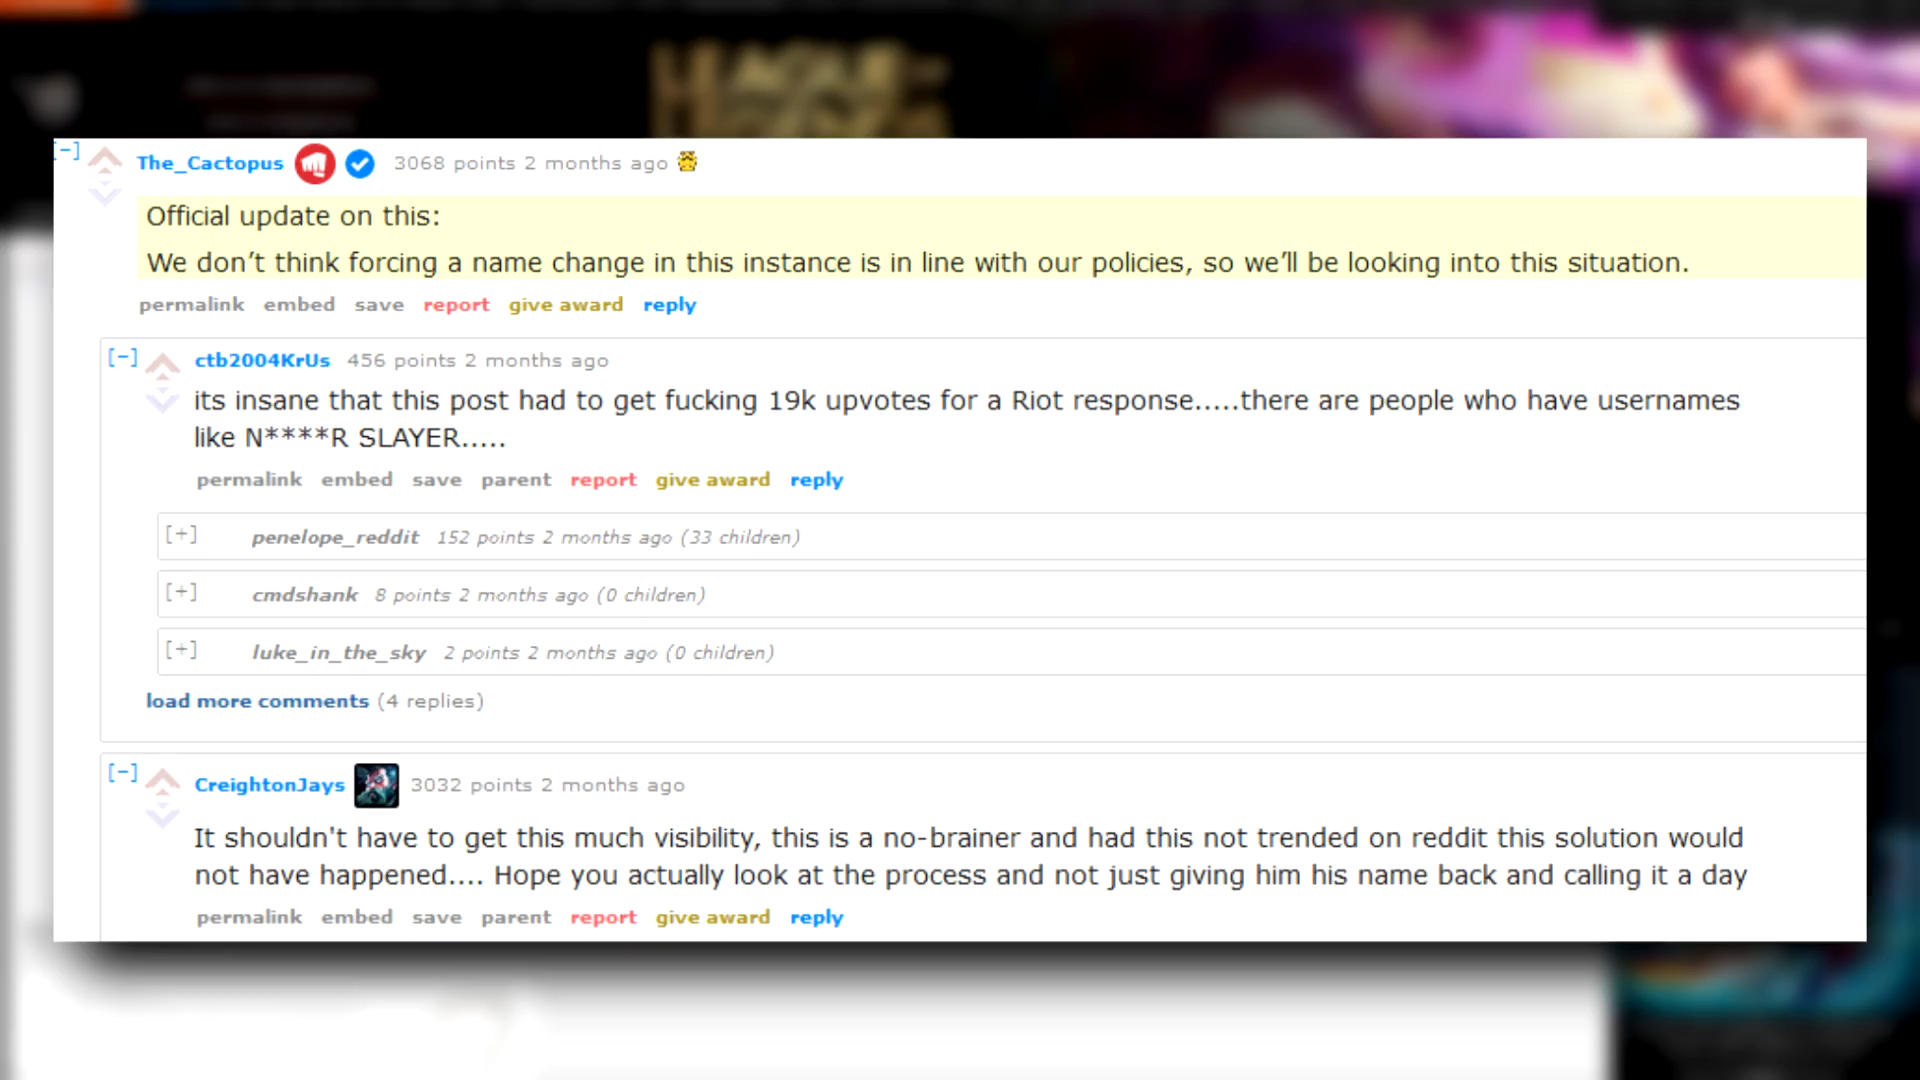 LEAGUE OF
LEGENDS
[-] The_Cactopus 3068 points 2 months ago
Official update on this:
We don’t think forcing a name change in this instance is in line with our policies, so we’ll be looking into this situation.
permalink embed save report give award reply
[-] ctb2004KrUs 456 points 2 months ago
its insane that this post had to get fucking 19k upvotes for a Riot response.....there are people who have usernames
like N****R SLAYER.....
permalink embed save parent report give award reply
[+] penelope_reddit 152 points 2 months ago (33 children)
[+] cmdshank 8 points 2 months ago (0 children)
[+] luke_in_the_sky 2 points 2 months ago (0 children)
load more comments (4 replies)
[-] CreightonJays 3032 points 2 months ago
It shouldn't have to get this much visibility, this is a no-brainer and had this not trended on reddit this solution would
not have happened.... Hope you actually look at the process and not just giving him his name back and calling it a day
permalink embed save parent report give award reply